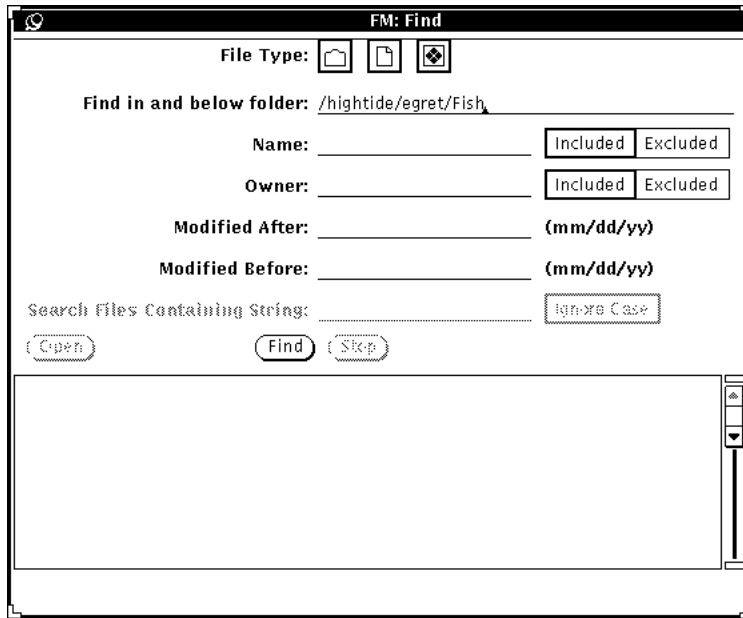 FM: Find
File Type:
Find in and below folder: /hightide/egret/Fish
Name: Included Excluded
Owner: Included Excluded
Modified After: (mm/dd/yy)
Modified Before: (mm/dd/yy)
Search Files Containing String: Ignore Case
Open Find Stop